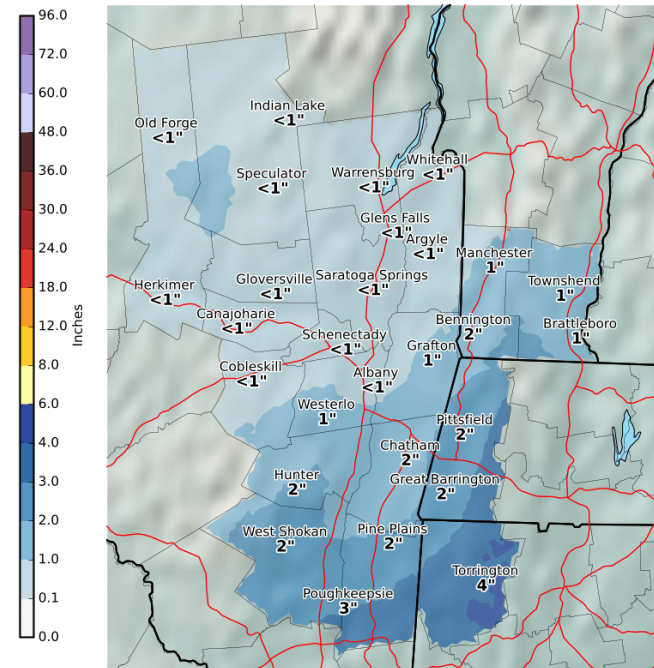 96.0
72.0
60.0
48.0
36.0
30.0
24.0
18.0
12.0
8.0
6.0
4.0
3.0
2.0
1.0
0.1
0.0
Inches
Indian Lake
<1"
Old Forge
<1"
Whitehall
<1"
Speculator
<1"
Warrensburg
<1"
Glens Falls
<1"
Argyle
<1"
Manchester
1"
Saratoga Springs
<1"
Gloversville
<1"
Herkimer
<1"
Townshend
1"
Canajoharie
<1"
Bennington
2"
Brattleboro
1"
Schenectady
<1"
Grafton
1"
Cobleskill
<1"
Albany
<1"
Westerlo
1"
Pittsfield
2"
Chatham
2"
Hunter
2"
Great Barrington
2"
West Shokan
2"
Pine Plains
2"
Torrington
4"
Poughkeepsie
3"